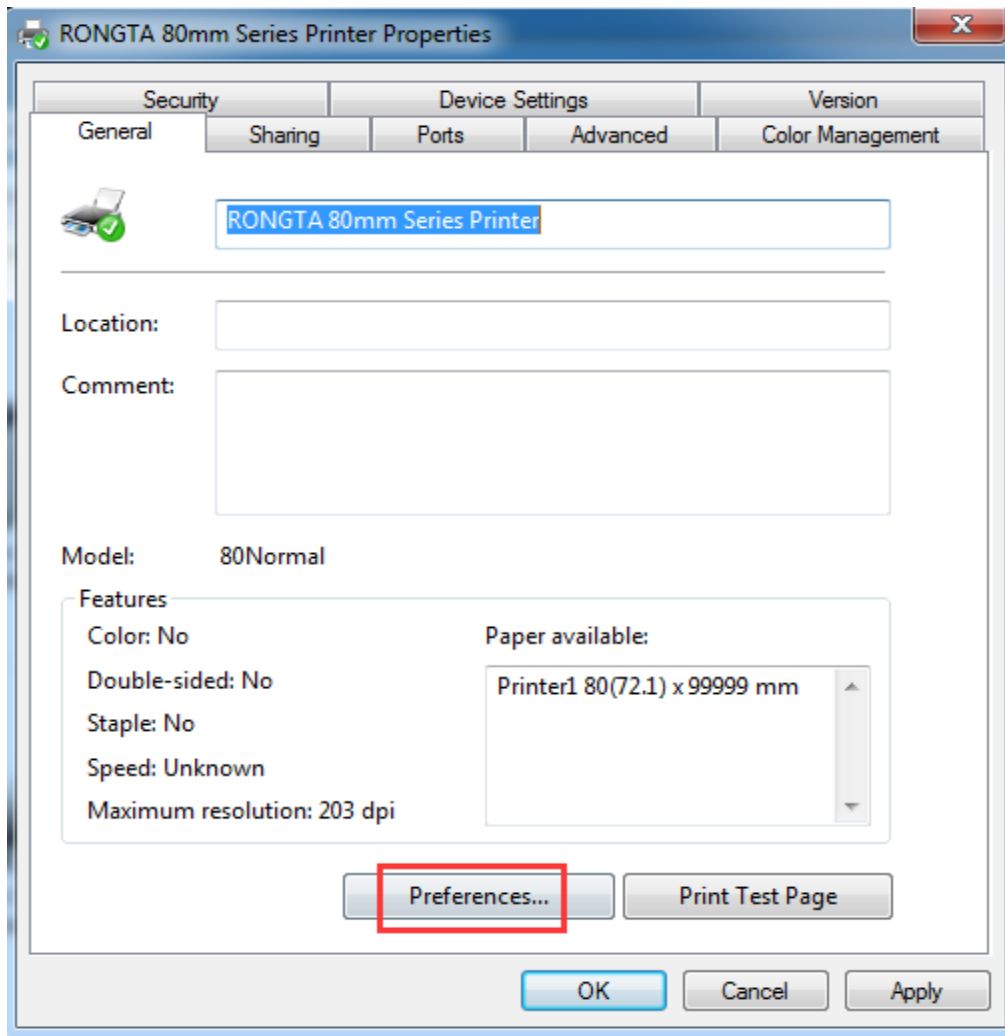 RONGTA 80mm Series Printer Properties
X
Security Device Settings Version
General Sharing Ports Advanced Color Management
RONGTA 80mm Series Printer
Location:
Comment:
Model: 80Normal
Features
Color: No Paper available:
Double-sided: No Printer1 80(72.1) x 99999 mm
Staple: No
Speed: Unknown
Maximum resolution: 203 dpi
Preferences... Print Test Page
OK Cancel Apply